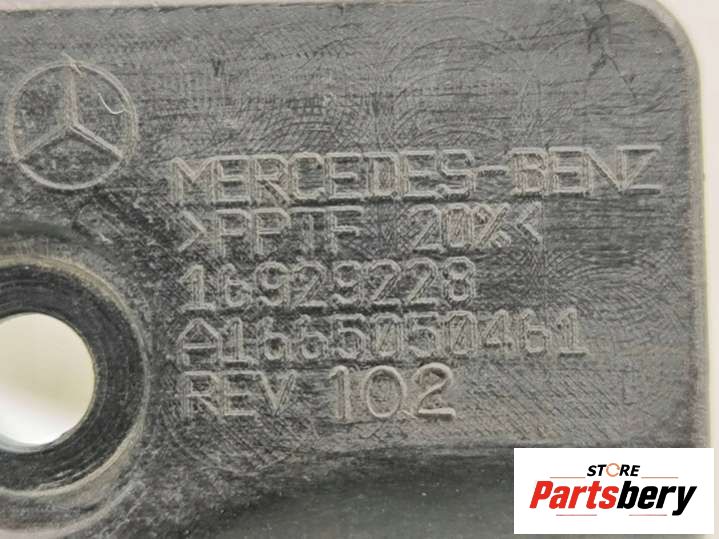 MERCEDES-BENZ
>PPTF 20%<
16929228
A1665050461
REV 102
STORE
Partsbery